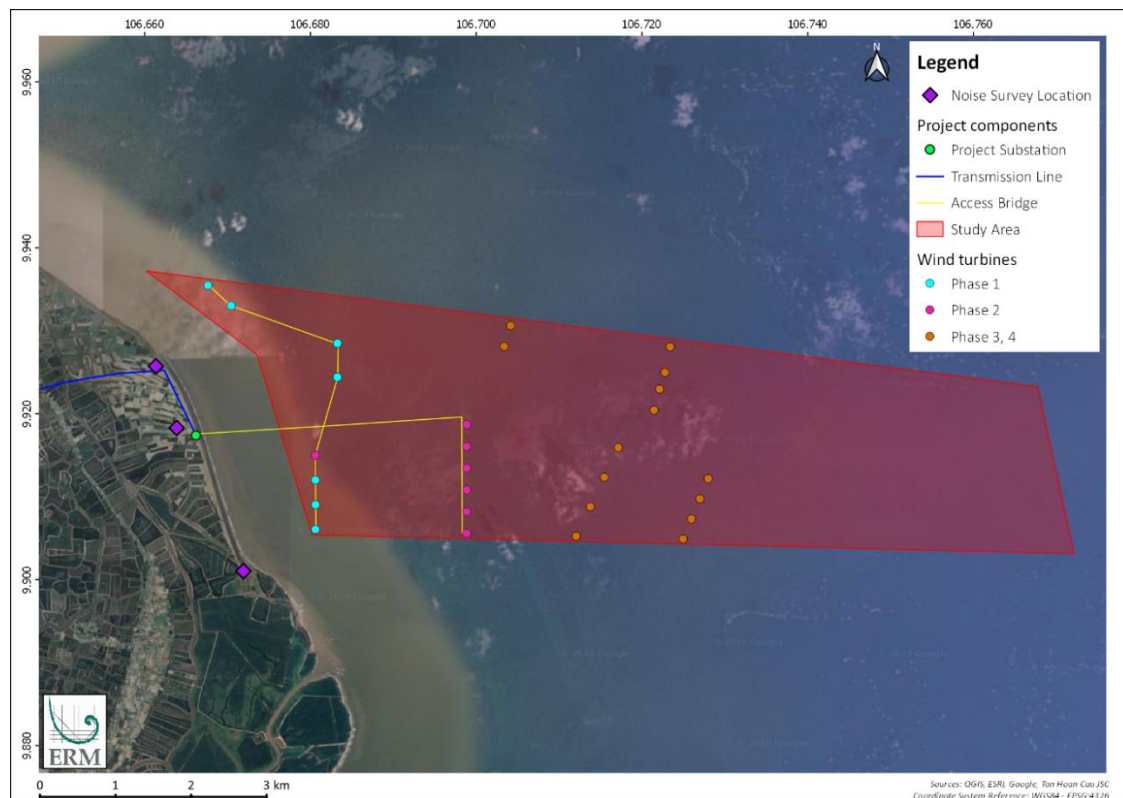 106.660 106.680 106.700 106.720 106.740 106.760
9.960
9.940
9.920
9.900
9.880
N
Legend
Noise Survey Location
Project components
Project Substation
Transmission Line
Access Bridge
Study Area
Wind turbines
Phase 1
Phase 2
Phase 3, 4
ERM
0 1 2 3 km
Sources: QGIS, ESRI, Google, Tan Hoan Cau JSC
Coordinate System Reference: WGS84 - EPSG:4326